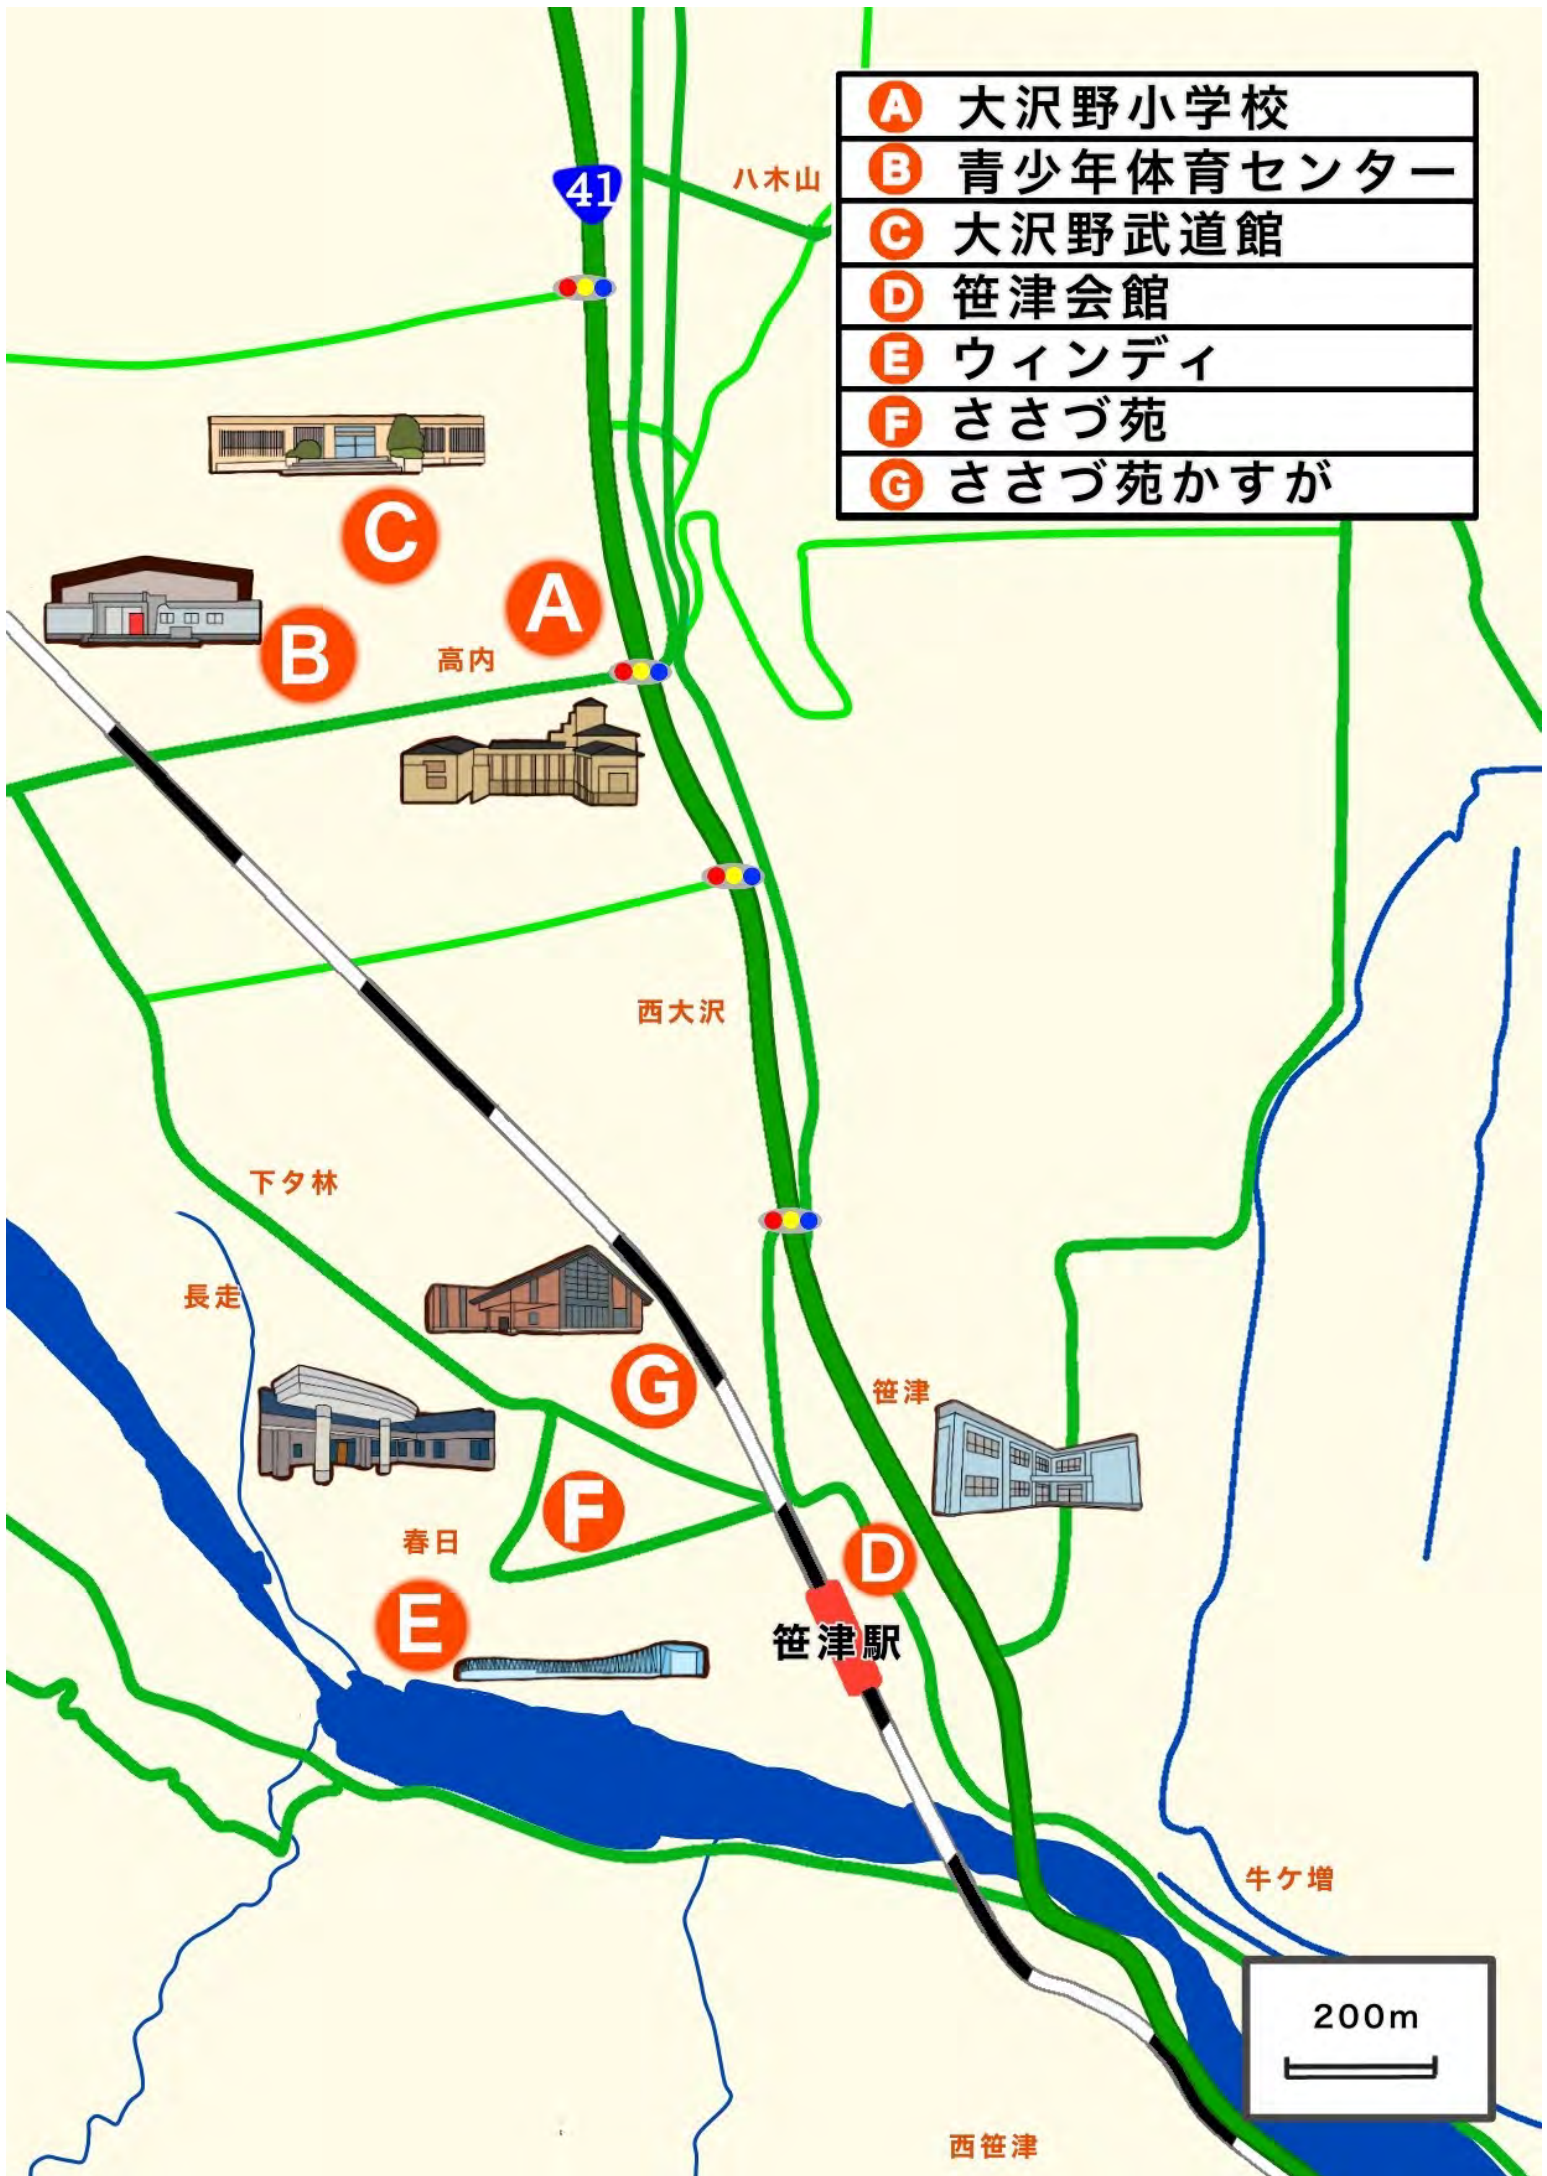 41
八木山
A 大沢野小学校
B 青少年体育センター
C 大沢野武道館
D 笹津会館
E ウィンディ
F ささづ苑
G ささづ苑かすが
C
A
B
高内
西大沢
下夕林
長走
G
笹津
F
春日
D
E
笹津駅
牛ケ増
200m
西笹津